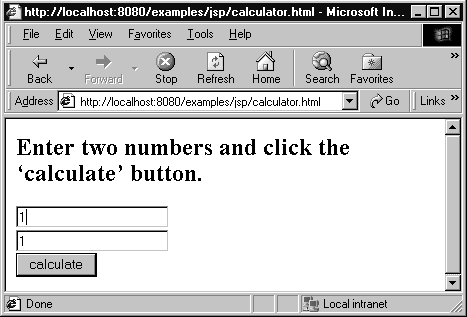 http://localhost:8080/examples/jsp/calculator.html - Microsoft In...
File Edit View Favorites Tools Help »
Back Forward Stop Refresh Home Search Favorites »
Address http://localhost:8080/examples/jsp/calculator.html Go Links »
Enter two numbers and click the
‘calculate’ button.
1
1
calculate
Done Local intranet